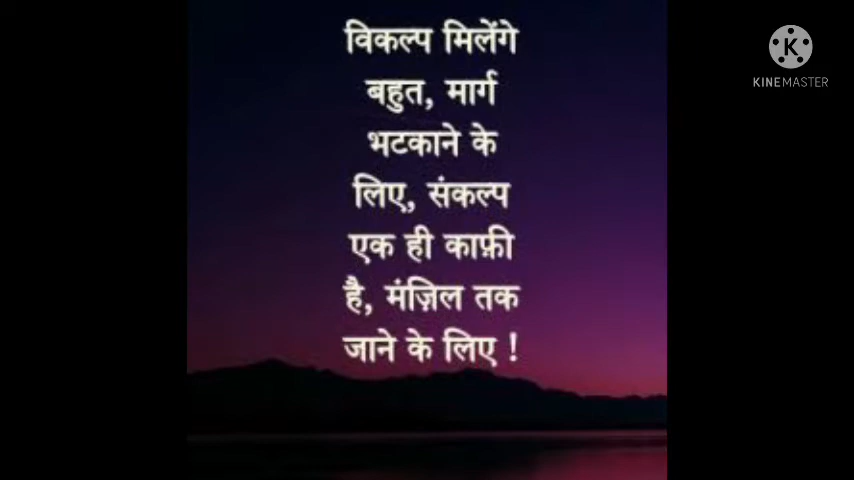 विकल्प मिलेंगे
बहुत, मार्ग
भटकाने के
लिए, संकल्प
एक ही काफ़ी
है, मंज़िल तक
जाने के लिए !
K
KINEMASTER